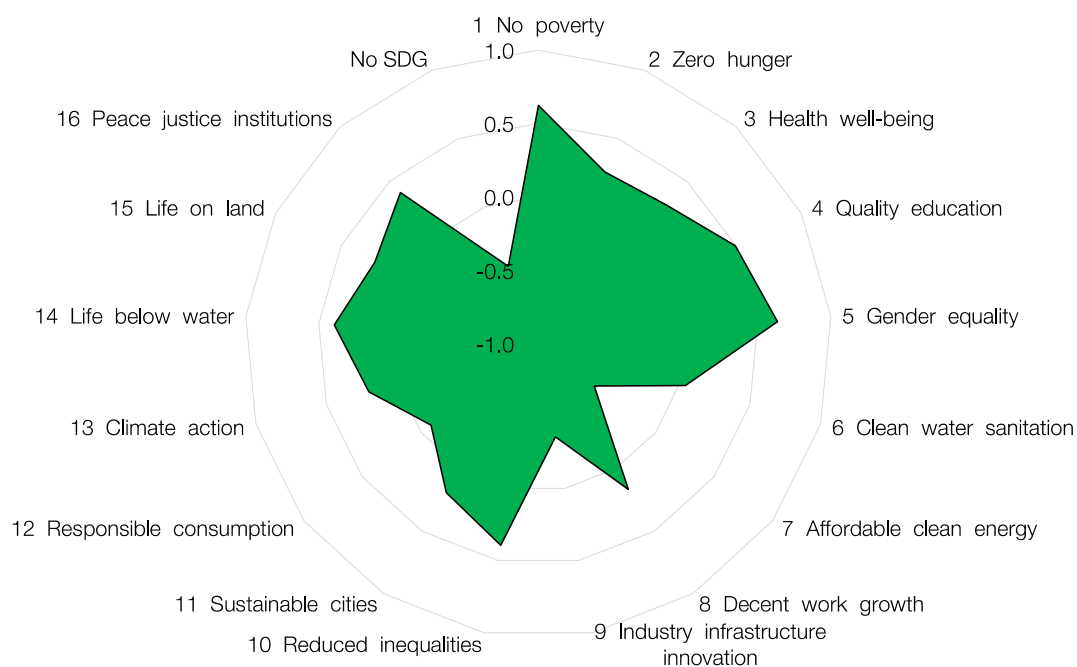 1 No poverty
1.0
No SDG
2 Zero hunger
16 Peace justice institutions
0.5
3 Health well-being
15 Life on land
0.0
4 Quality education
-0.5
14 Life below water
5 Gender equality
-1.0
13 Climate action
6 Clean water sanitation
12 Responsible consumption
7 Affordable clean energy
11 Sustainable cities
8 Decent work growth
10 Reduced inequalities
9 Industry infrastructure
innovation